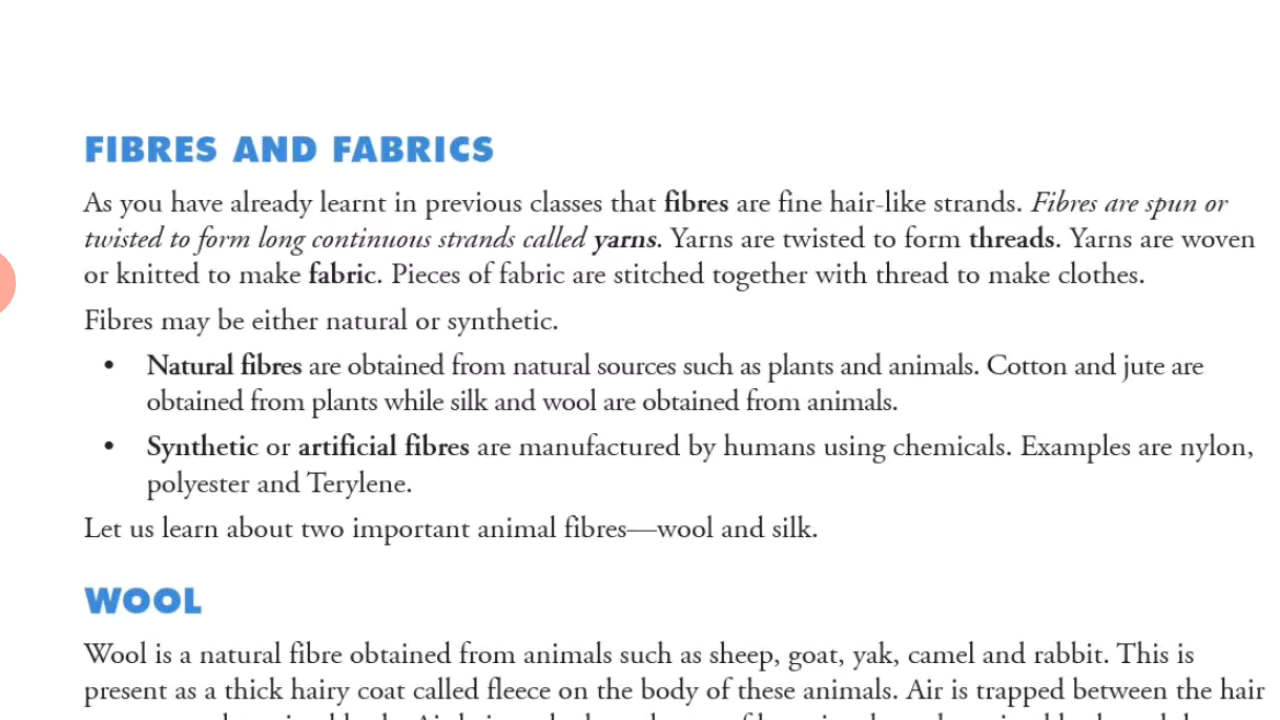 FIBRES AND FABRICS
As you have already learnt in previous classes that fibres are fine hair-like strands. Fibres are spun or
twisted to form long continuous strands called yarns. Yarns are twisted to form threads. Yarns are woven
or knitted to make fabric. Pieces of fabric are stitched together with thread to make clothes.
Fibres may be either natural or synthetic.
• Natural fibres are obtained from natural sources such as plants and animals. Cotton and jute are
obtained from plants while silk and wool are obtained from animals.
• Synthetic or artificial fibres are manufactured by humans using chemicals. Examples are nylon,
polyester and Terylene.
Let us learn about two important animal fibres—wool and silk.
WOOL
Wool is a natural fibre obtained from animals such as sheep, goat, yak, camel and rabbit. This is
present as a thick hairy coat called fleece on the body of these animals. Air is trapped between the hair